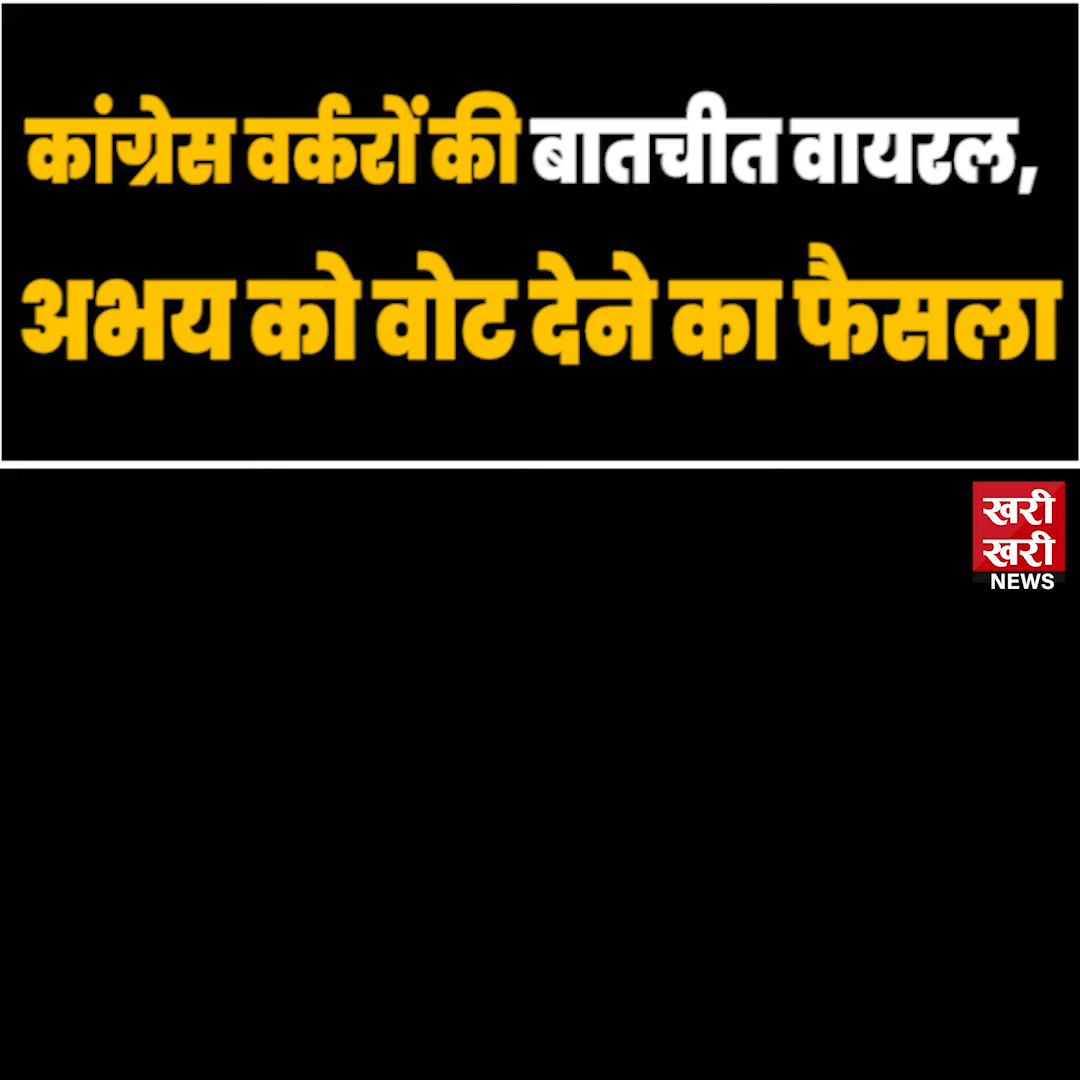 कांग्रेस वर्करों की बातचीत वायरल,
अभय को वोट देने का फैसला
खरी
खरी
NEWS